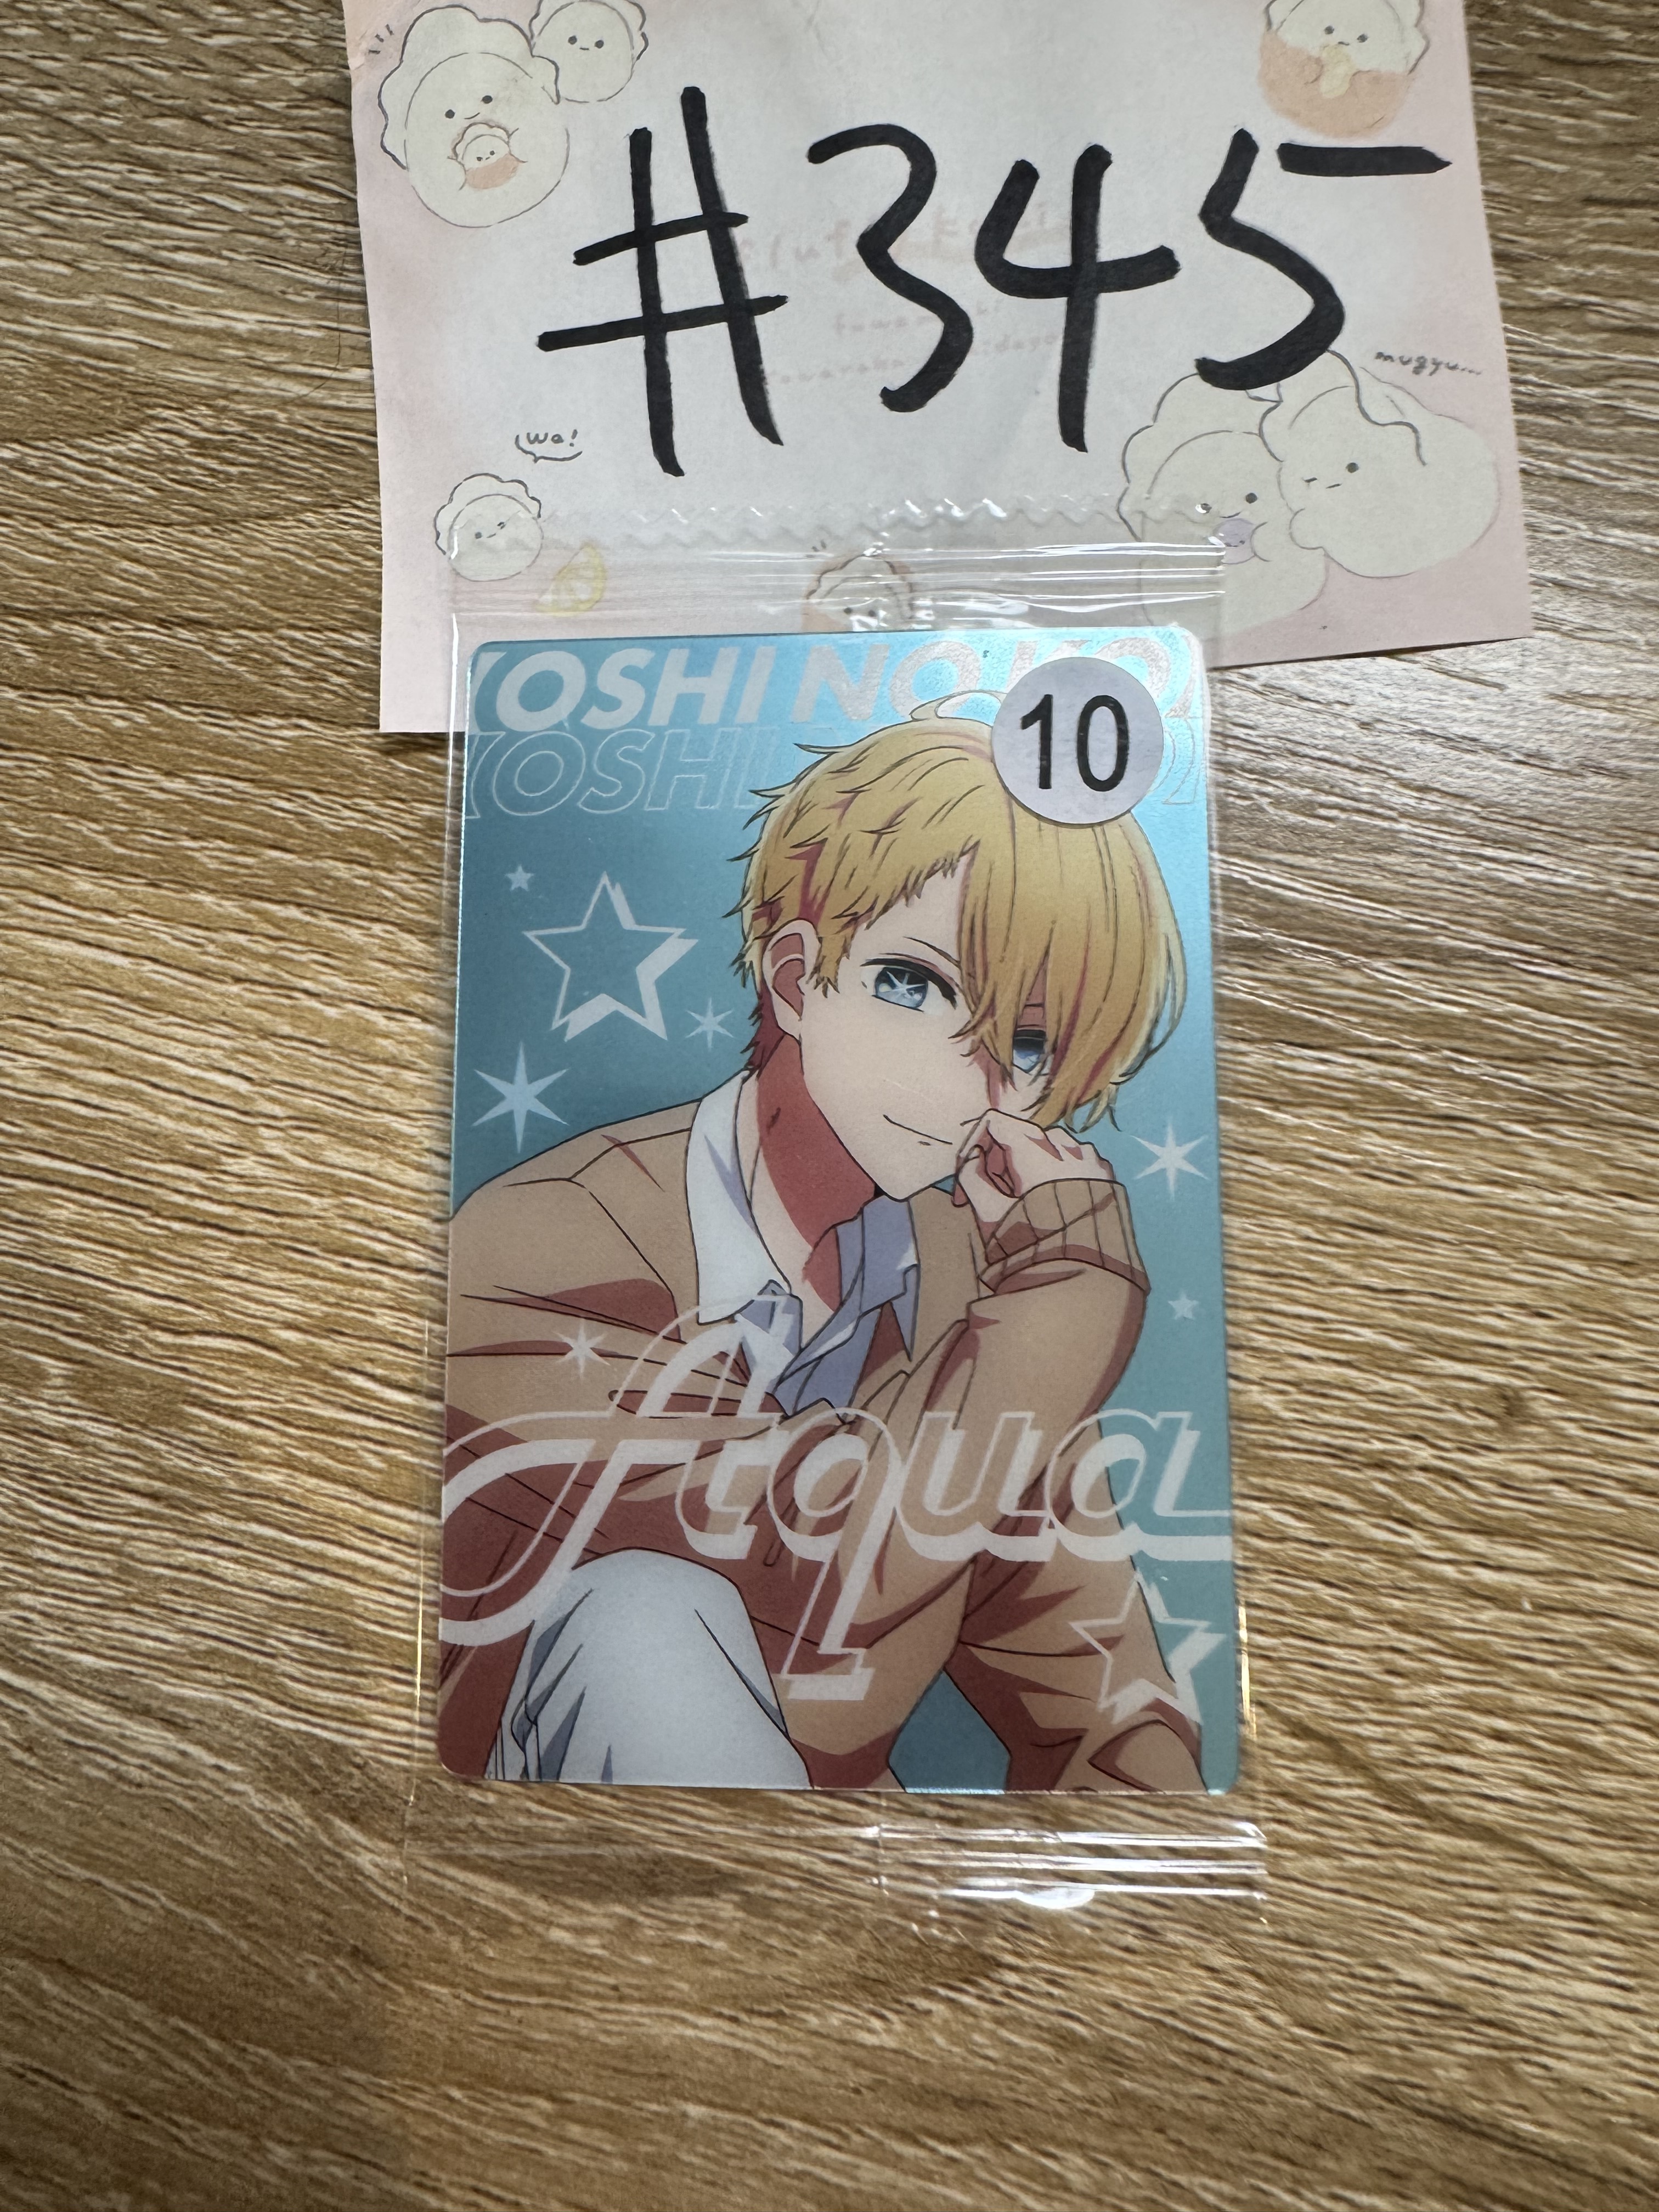 #345
mugyu...
Wa!
OSHI NO KO
10
OSHI
Aqua